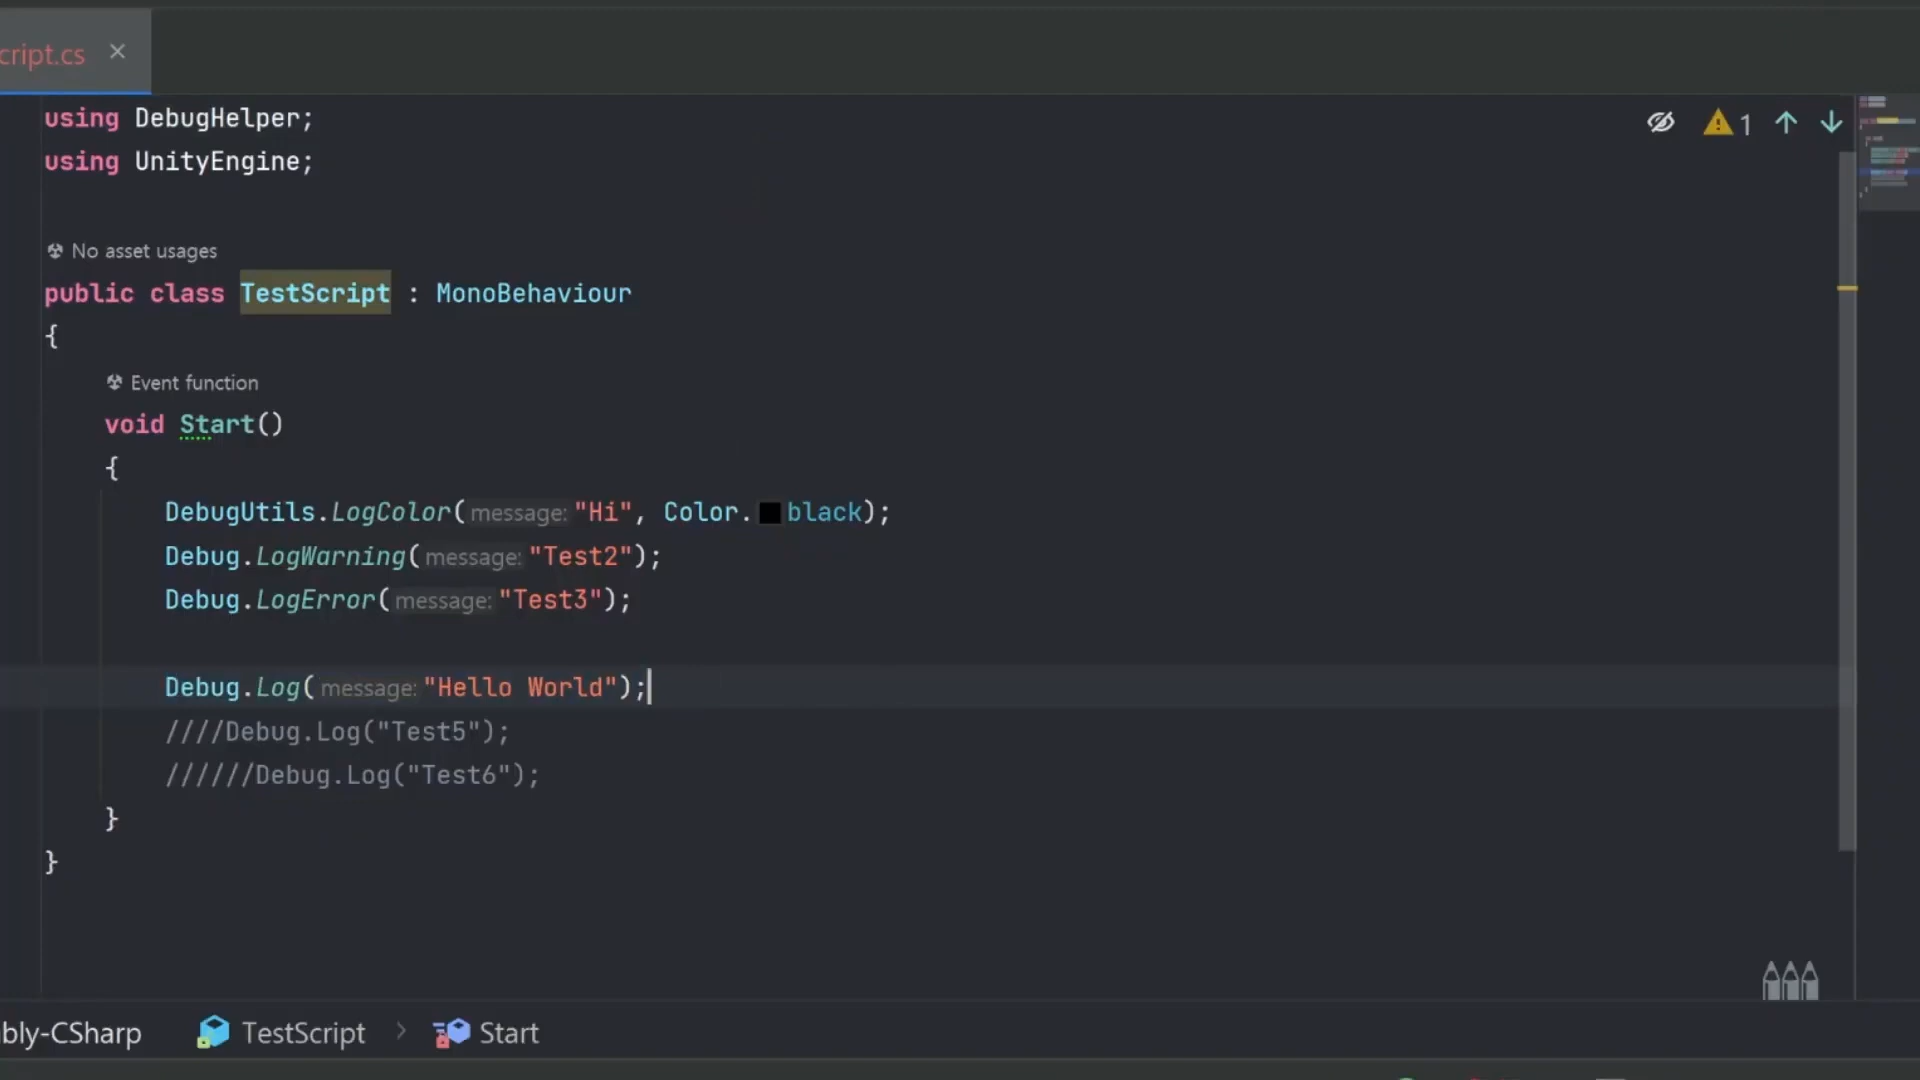 cript.cs
using DebugHelper;
1
using UnityEngine;
No asset usages
public class TestScript : MonoBehaviour
{
Event function
void Start()
{
DebugUtils.LogColor( message: "Hi", Color. black);
Debug.LogWarning( message: "Test2");
Debug.LogError( message: "Test3");
Debug.Log( message: "Hello World");
////Debug.Log("Test5");
//////Debug.Log("Test6");
}
}
bly-CSharp TestScript > Start